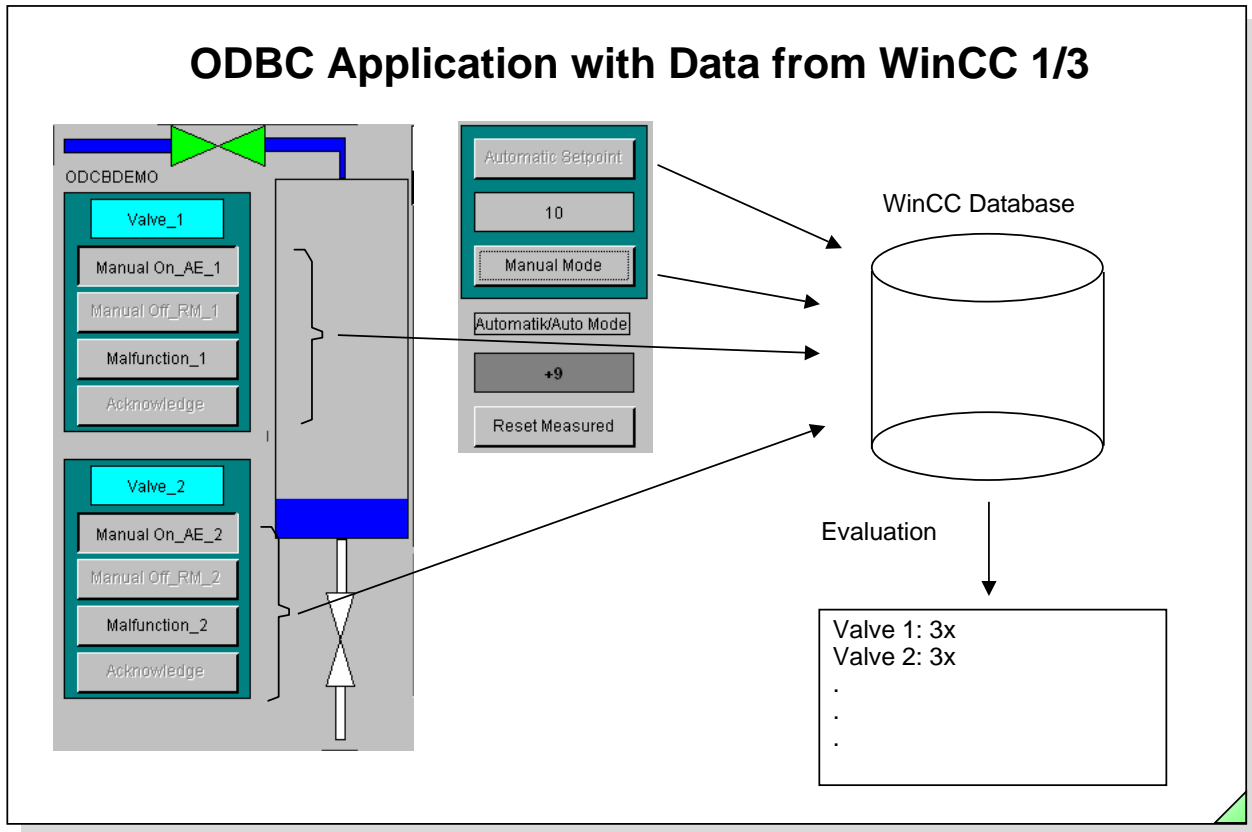 ODBC Application with Data from WinCC 1/3
ODCBDEMO
Valve_1
Manual On_AE_1
Manual Off_RM_1
Malfunction_1
Acknowledge
Valve_2
Manual On_AE_2
Manual Off_RM_2
Malfunction_2
Acknowledge
Automatic Setpoint
10
Manual Mode
Automatik/Auto Mode
+9
Reset Measured
WinCC Database
Evaluation
Valve 1: 3x
Valve 2: 3x
.
.
.